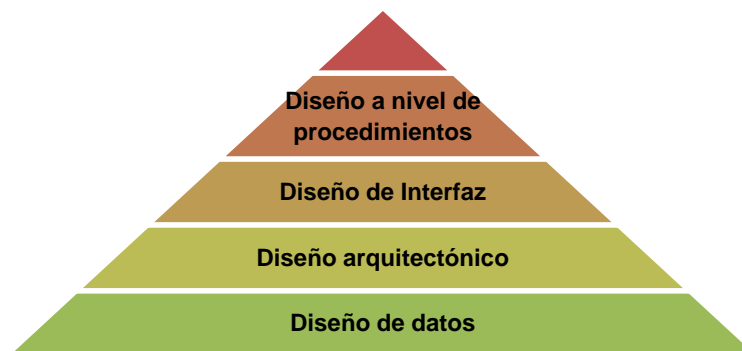 Diseño a nivel de
procedimientos
Diseño de Interfaz
Diseño arquitectónico
Diseño de datos